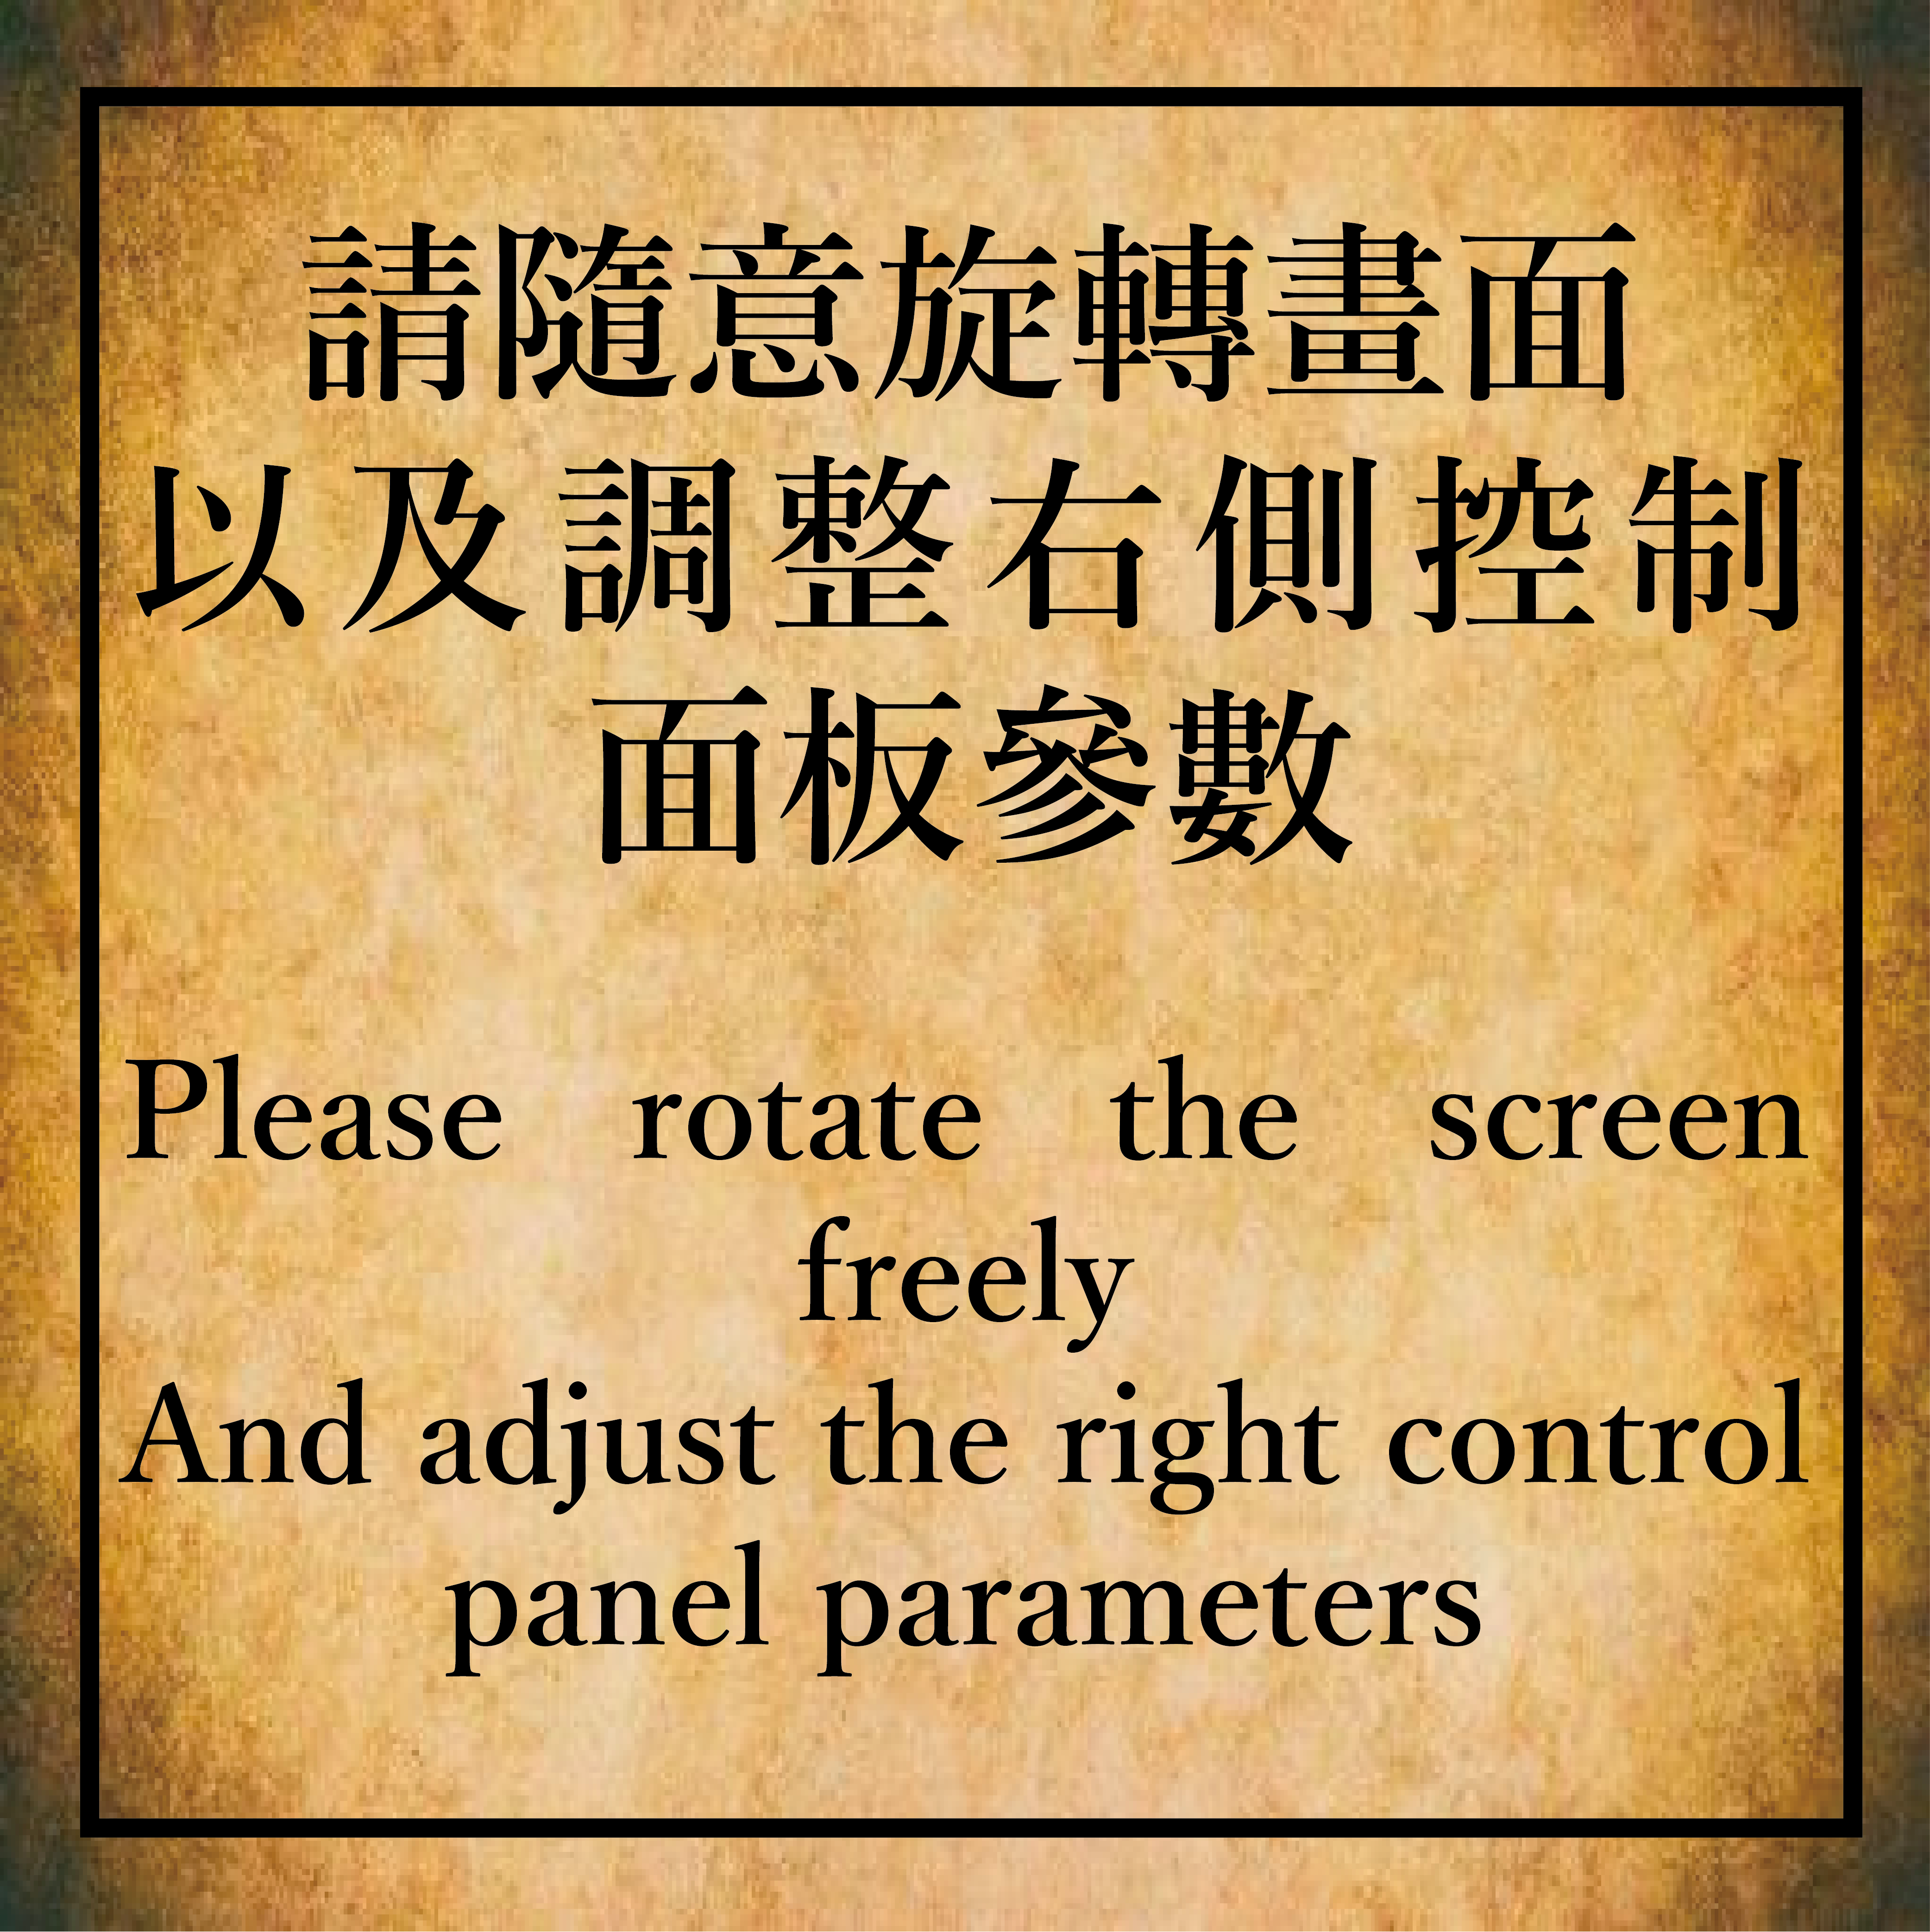 請隨意旋轉畫面
以及調整右側控制
面板參數
Please rotate the screen
freely
And adjust the right control
panel parameters